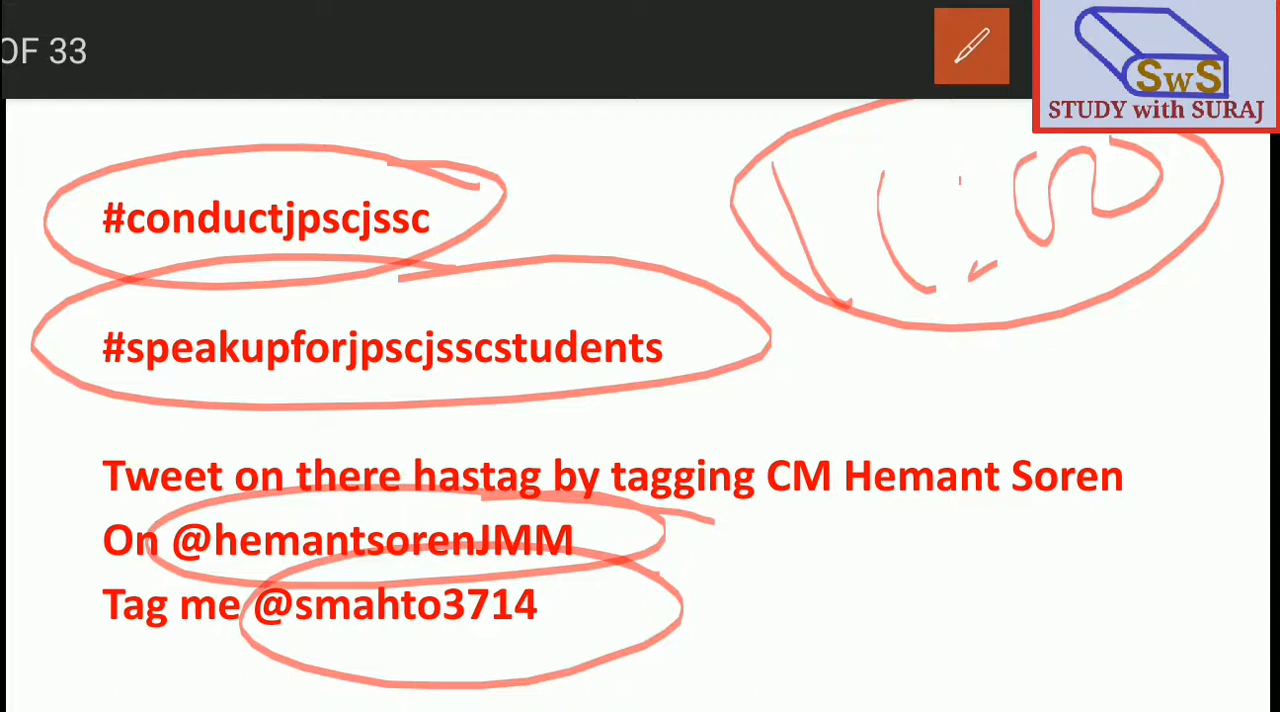 OF 33
SwS
STUDY with SURAJ
#conductjpscjssc
#speakupforjpscjsscstudents
Tweet on there hastag by tagging CM Hemant Soren
On @hemantsorenJMM
Tag me @smahto3714